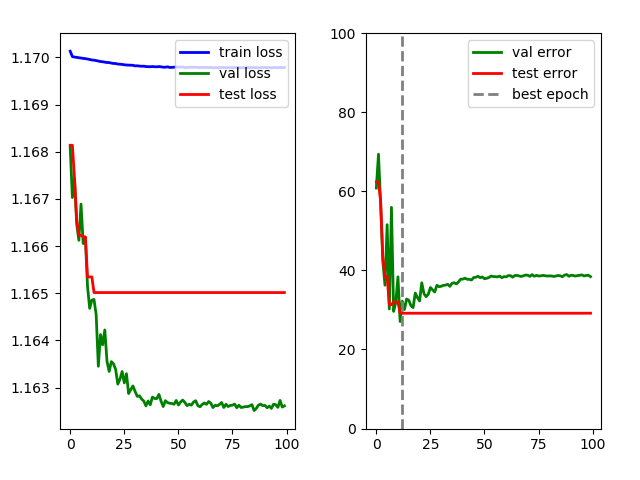 train loss
val loss
test loss
1.170
1.169
1.168
1.167
1.166
1.165
1.164
1.163
0 25 50 75 100
val error
test error
best epoch
100
80
60
40
20
0
0 25 50 75 100